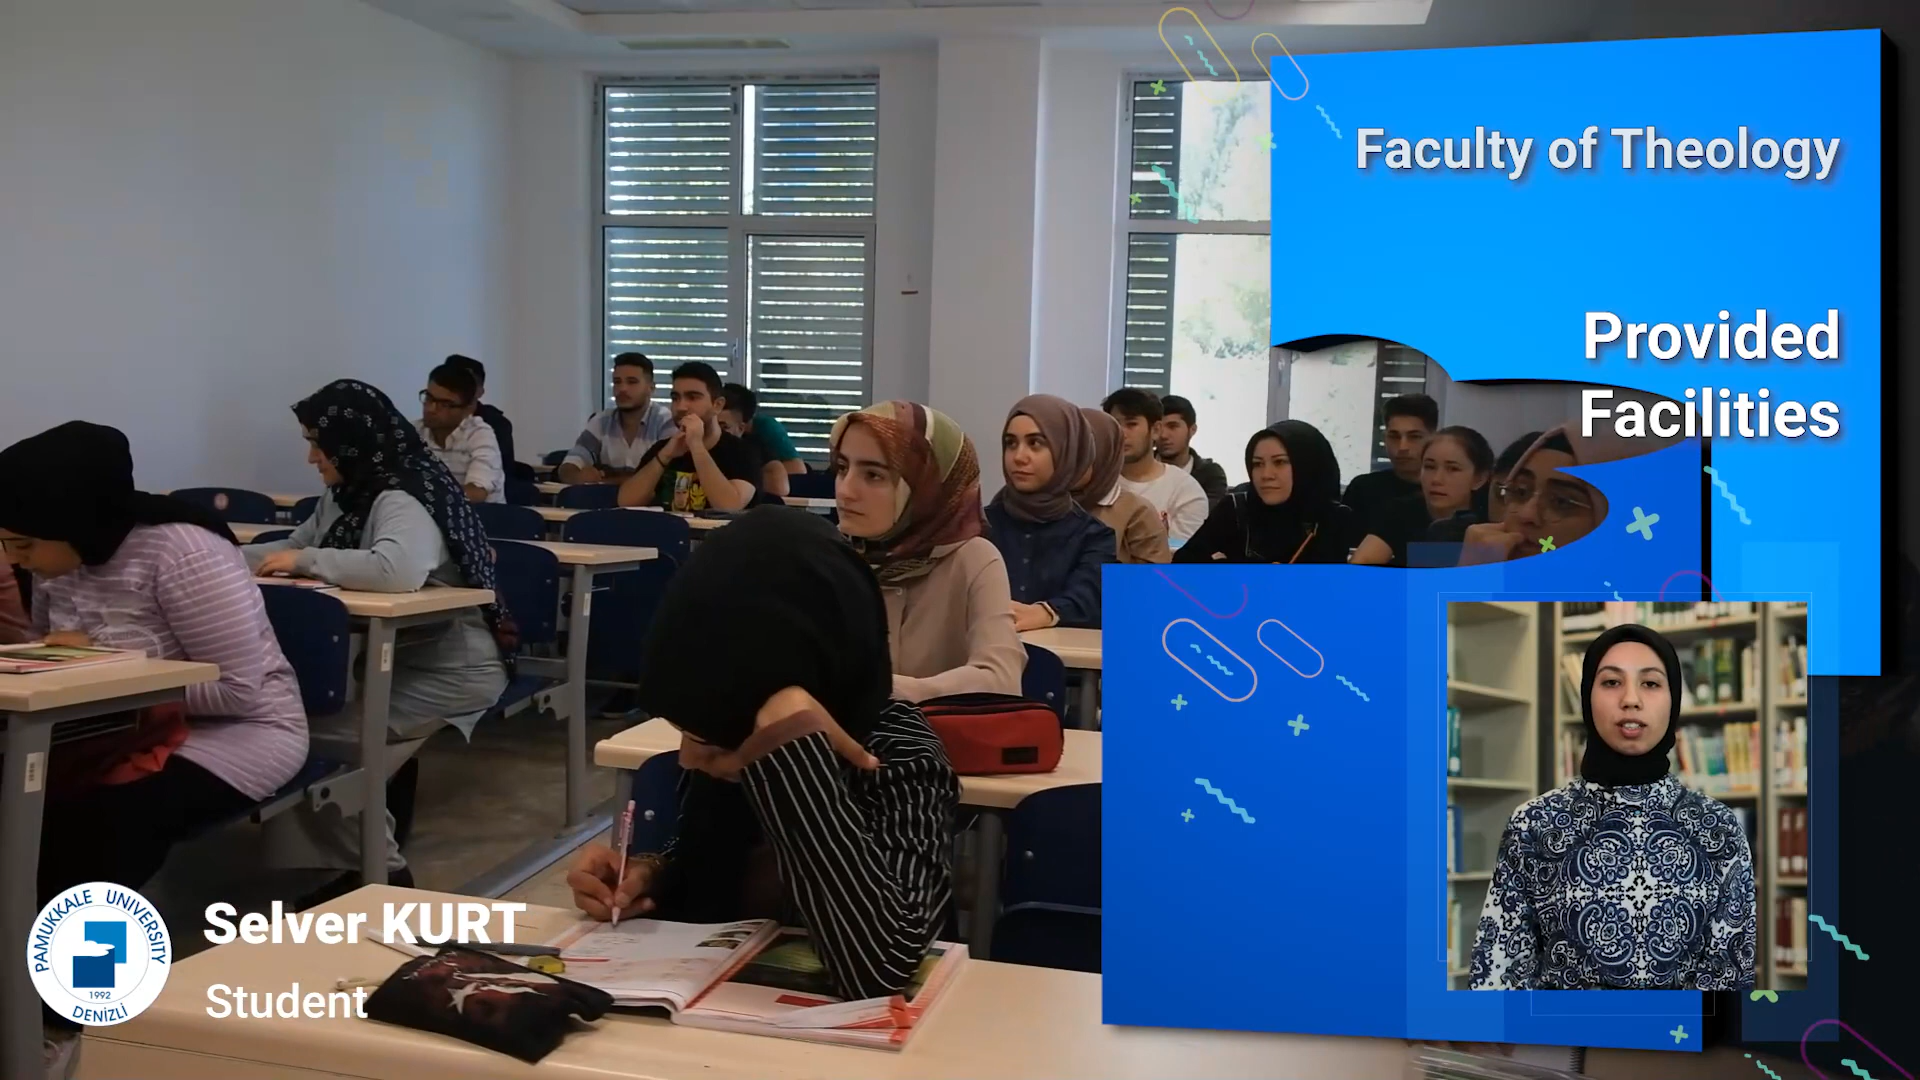 Faculty of Theology
Provided
Facilities
PAMUKKALE UNIVERSITY
1992
DENİZLİ
Selver KURT
Student